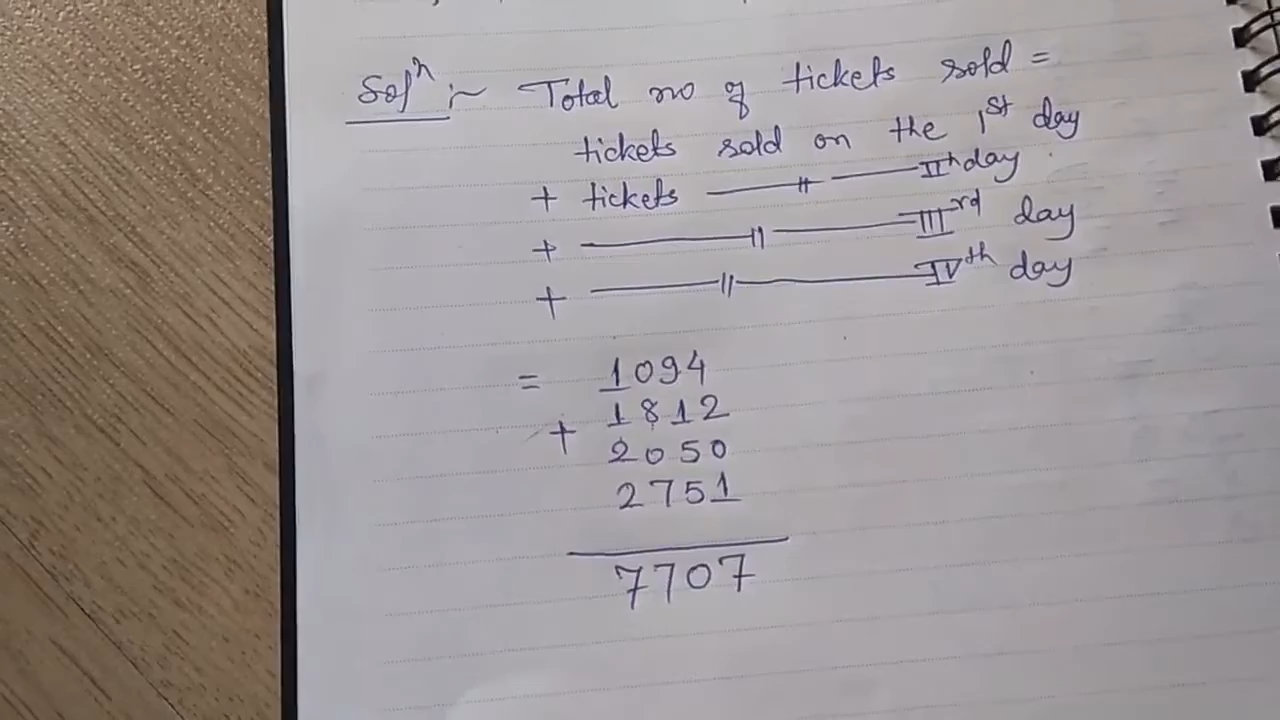 Solⁿ :~ Total no of tickets sold =
tickets sold on the 1st day
+ tickets —— 〃 —— IIⁿ day
+ —— 〃 —— IIIrd day
+ —— 〃 —— IVth day
= 1094
+ 1812
2050
2751
7707